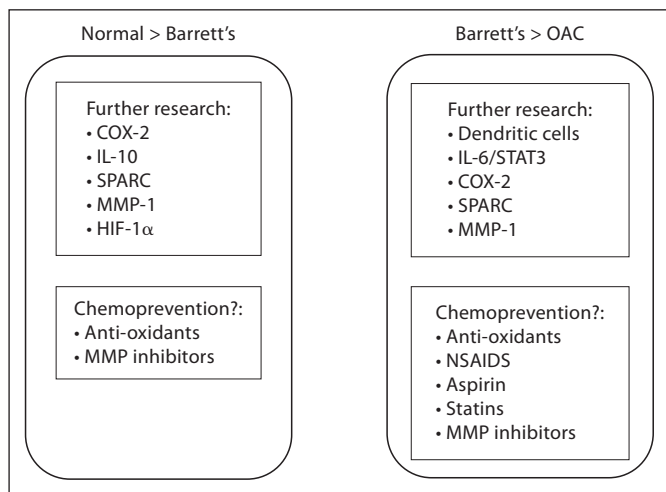 Normal > Barrett's
Further research:
• COX-2
• IL-10
• SPARC
• MMP-1
• HIF-1α
Chemoprevention?:
• Anti-oxidants
• MMP inhibitors
Barrett's > OAC
Further research:
• Dendritic cells
• IL-6/STAT3
• COX-2
• SPARC
• MMP-1
Chemoprevention?:
• Anti-oxidants
• NSAIDS
• Aspirin
• Statins
• MMP inhibitors